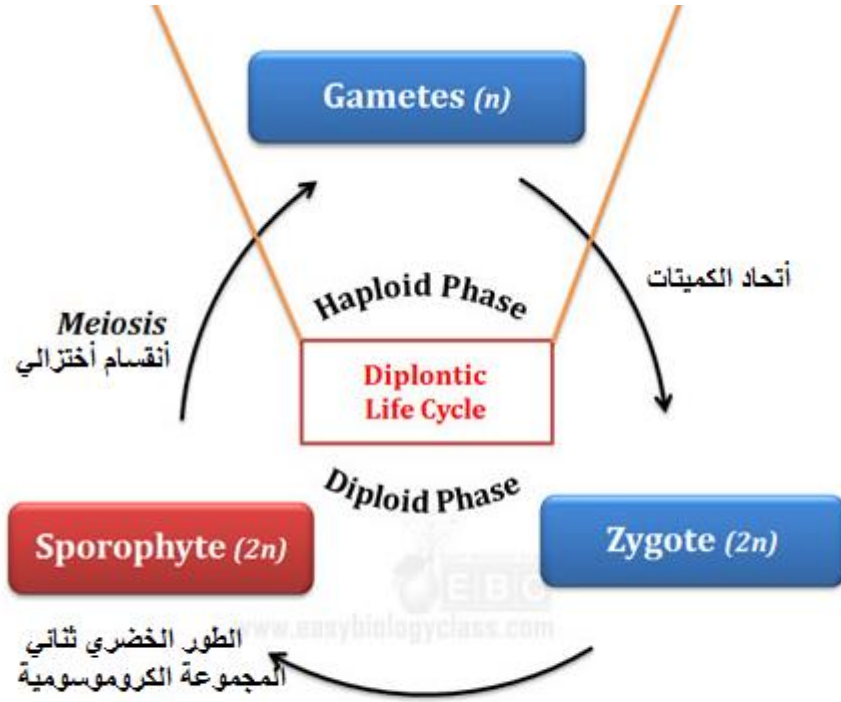 Gametes (n)
أتحاد الكميتات
Haploid Phase
Meiosis
أنقسام أختزالي
Diplontic
Life Cycle
Diploid Phase
Sporophyte (2n)
Zygote (2n)
EBC
www.easybiologyclass.com
الطور الخضري ثنائي
المجموعة الكروموسومية